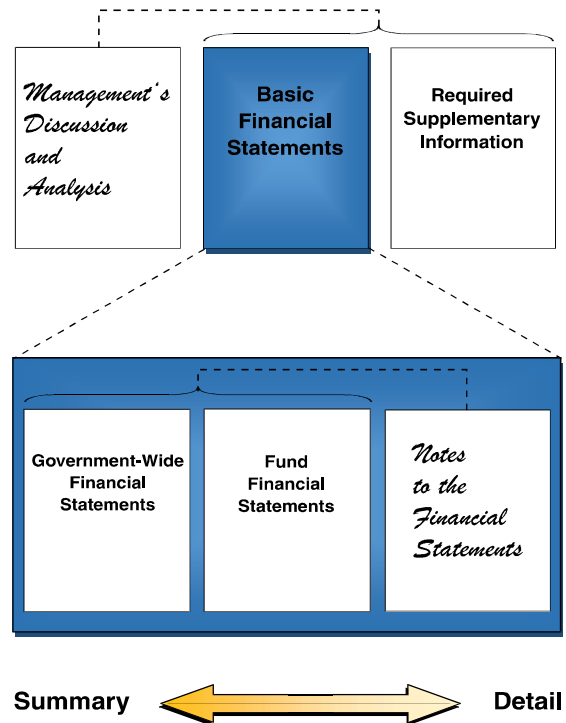 Management's
Discussion
and
Analysis
Basic
Financial
Statements
Required
Supplementary
Information
Government-Wide
Financial
Statements
Fund
Financial
Statements
Notes
to the
Financial
Statements
Summary
Detail